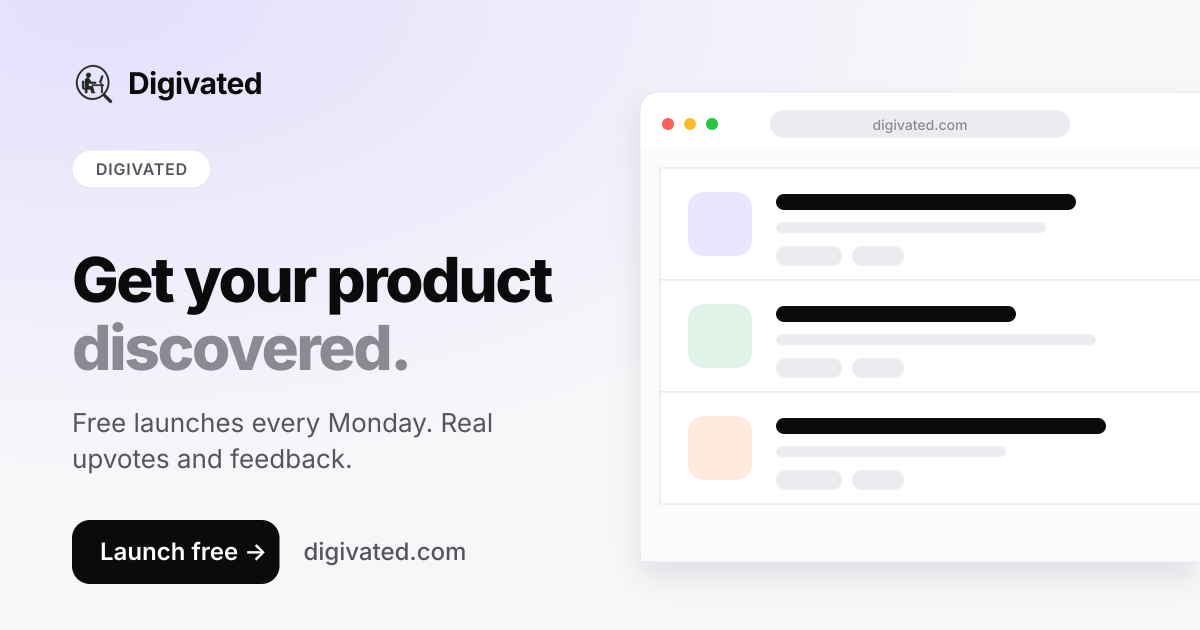 Digivated
DIGIVATED
Get your product
discovered.
Free launches every Monday. Real
upvotes and feedback.
Launch free →
digivated.com
digivated.com